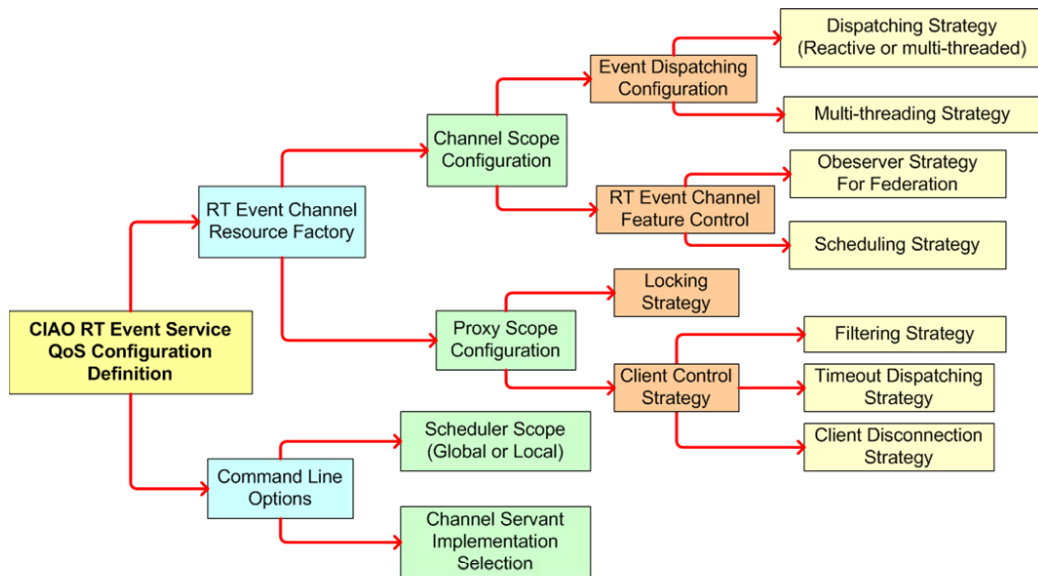 Dispatching Strategy
(Reactive or multi-threaded)
Event Dispatching
Configuration
Multi-threading Strategy
Channel Scope
Configuration
Obeserver Strategy
For Federation
RT Event Channel
Feature Control
RT Event Channel
Resource Factory
Scheduling Strategy
Locking
Strategy
CIAO RT Event Service
QoS Configuration
Definition
Proxy Scope
Configuration
Filtering Strategy
Client Control
Strategy
Timeout Dispatching
Strategy
Scheduler Scope
(Global or Local)
Client Disconnection
Strategy
Command Line
Options
Channel Servant
Implementation
Selection